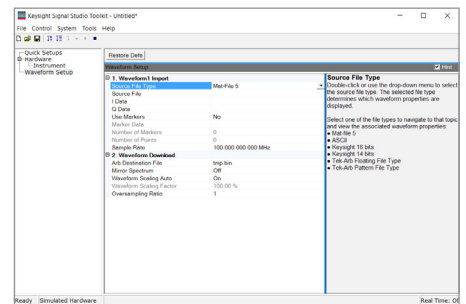 Keysight Signal Studio Toolkit - Untitled*
File Control System Tools Help
Quick Setups
Hardware
Instrument
Waveform Setup
Restore Defs
Waveform Setup
Hint
1. Waveform1 Import
Source File Type Mat-File 5
Source File
I Data
Q Data
Use Markers No
Marker Data
Number of Markers 0
Number of Points 0
Sample Rate 100.000 000 000 MHz
2. Waveform Download
Arb Destination File tmp.bin
Mirror Spectrum Off
Waveform Scaling Auto On
Waveform Scaling Factor 100.00 %
Oversampling Ratio 1
Source File Type
Double-click or use the drop-down menu to select
the source file type. The selected file type
determines which waveform properties are
displayed.
Select one of the file types to navigate to that topic
and view the associated waveform properties:
● Mat-file 5
● ASCII
● Keysight 16 bits
● Keysight 14 bits
● Tek-Arb Floating File Type
● Tek-Arb Pattern File Type
Ready Simulated Hardware
Real Time: Of